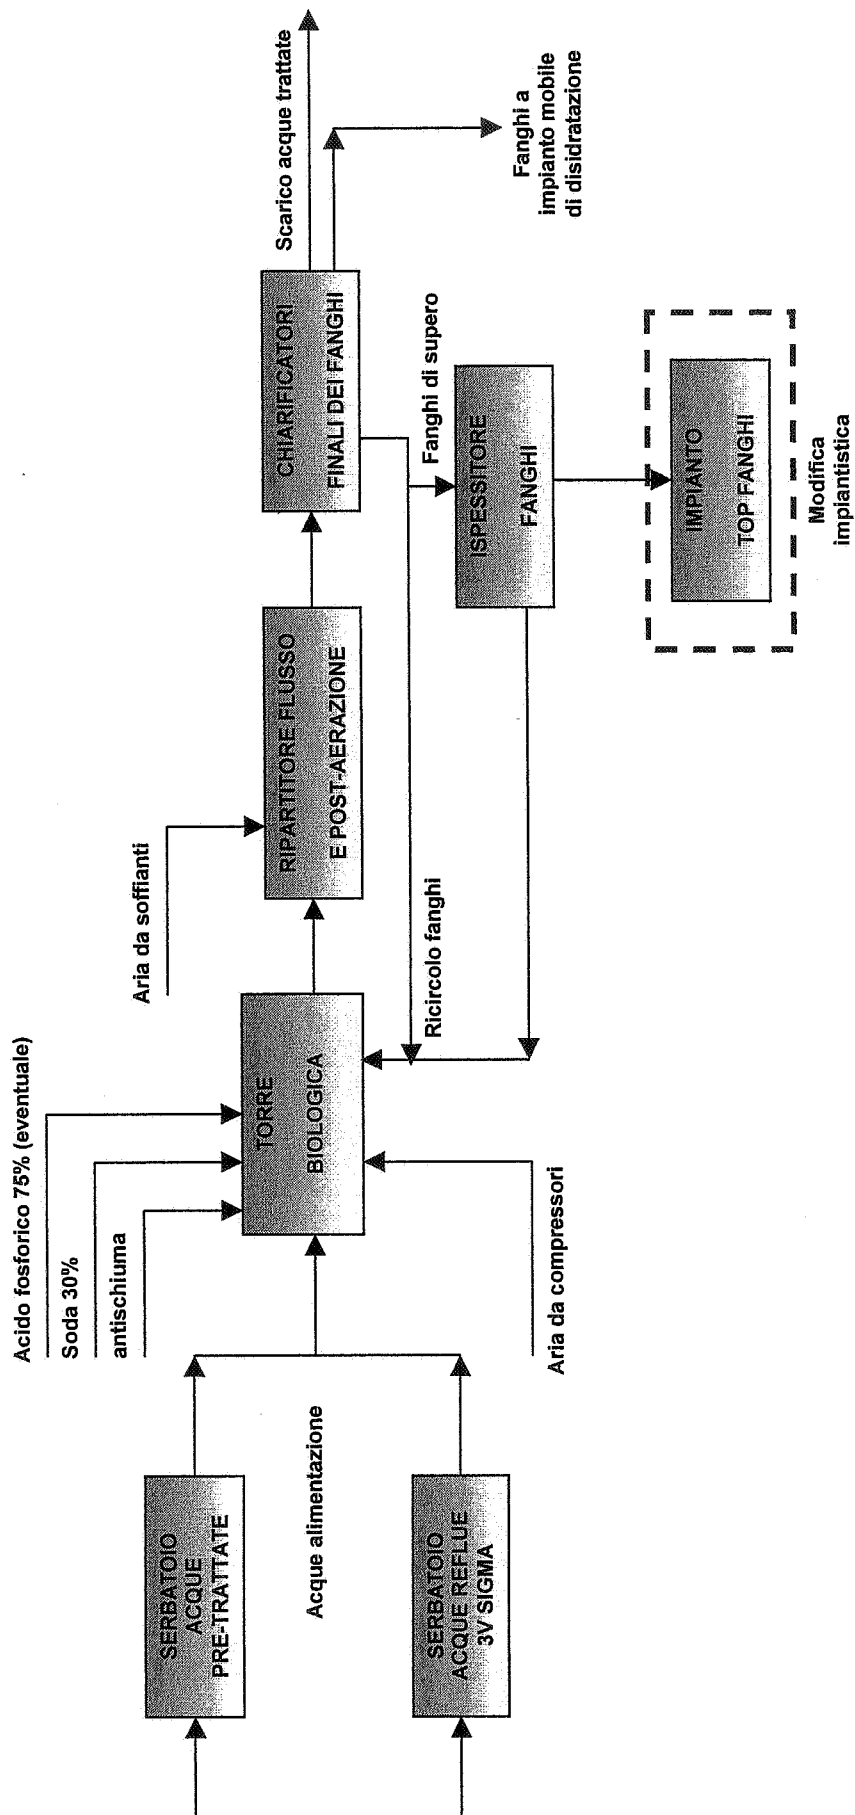 Acido fosforico 75% (eventuale)
Soda 30%
antischiuma
SERBATOIO
ACQUE
PRE-TRATTATE
Acque alimentazione
SERBATOIO
ACQUE REFLUE
3V SIGMA
TORRE
BIOLOGICA
Aria da compressori
Aria da soffianti
RIPARTITORE FLUSSO
E POST-AERAZIONE
Ricircolo fanghi
CHIARIFICATORI
FINALI DEI FANGHI
Scarico acque trattate
Fanghi a
impianto mobile
di disidratazione
Fanghi di supero
ISPESSITORE
FANGHI
IMPIANTO
TOP FANGHI
Modifica
impiantistica